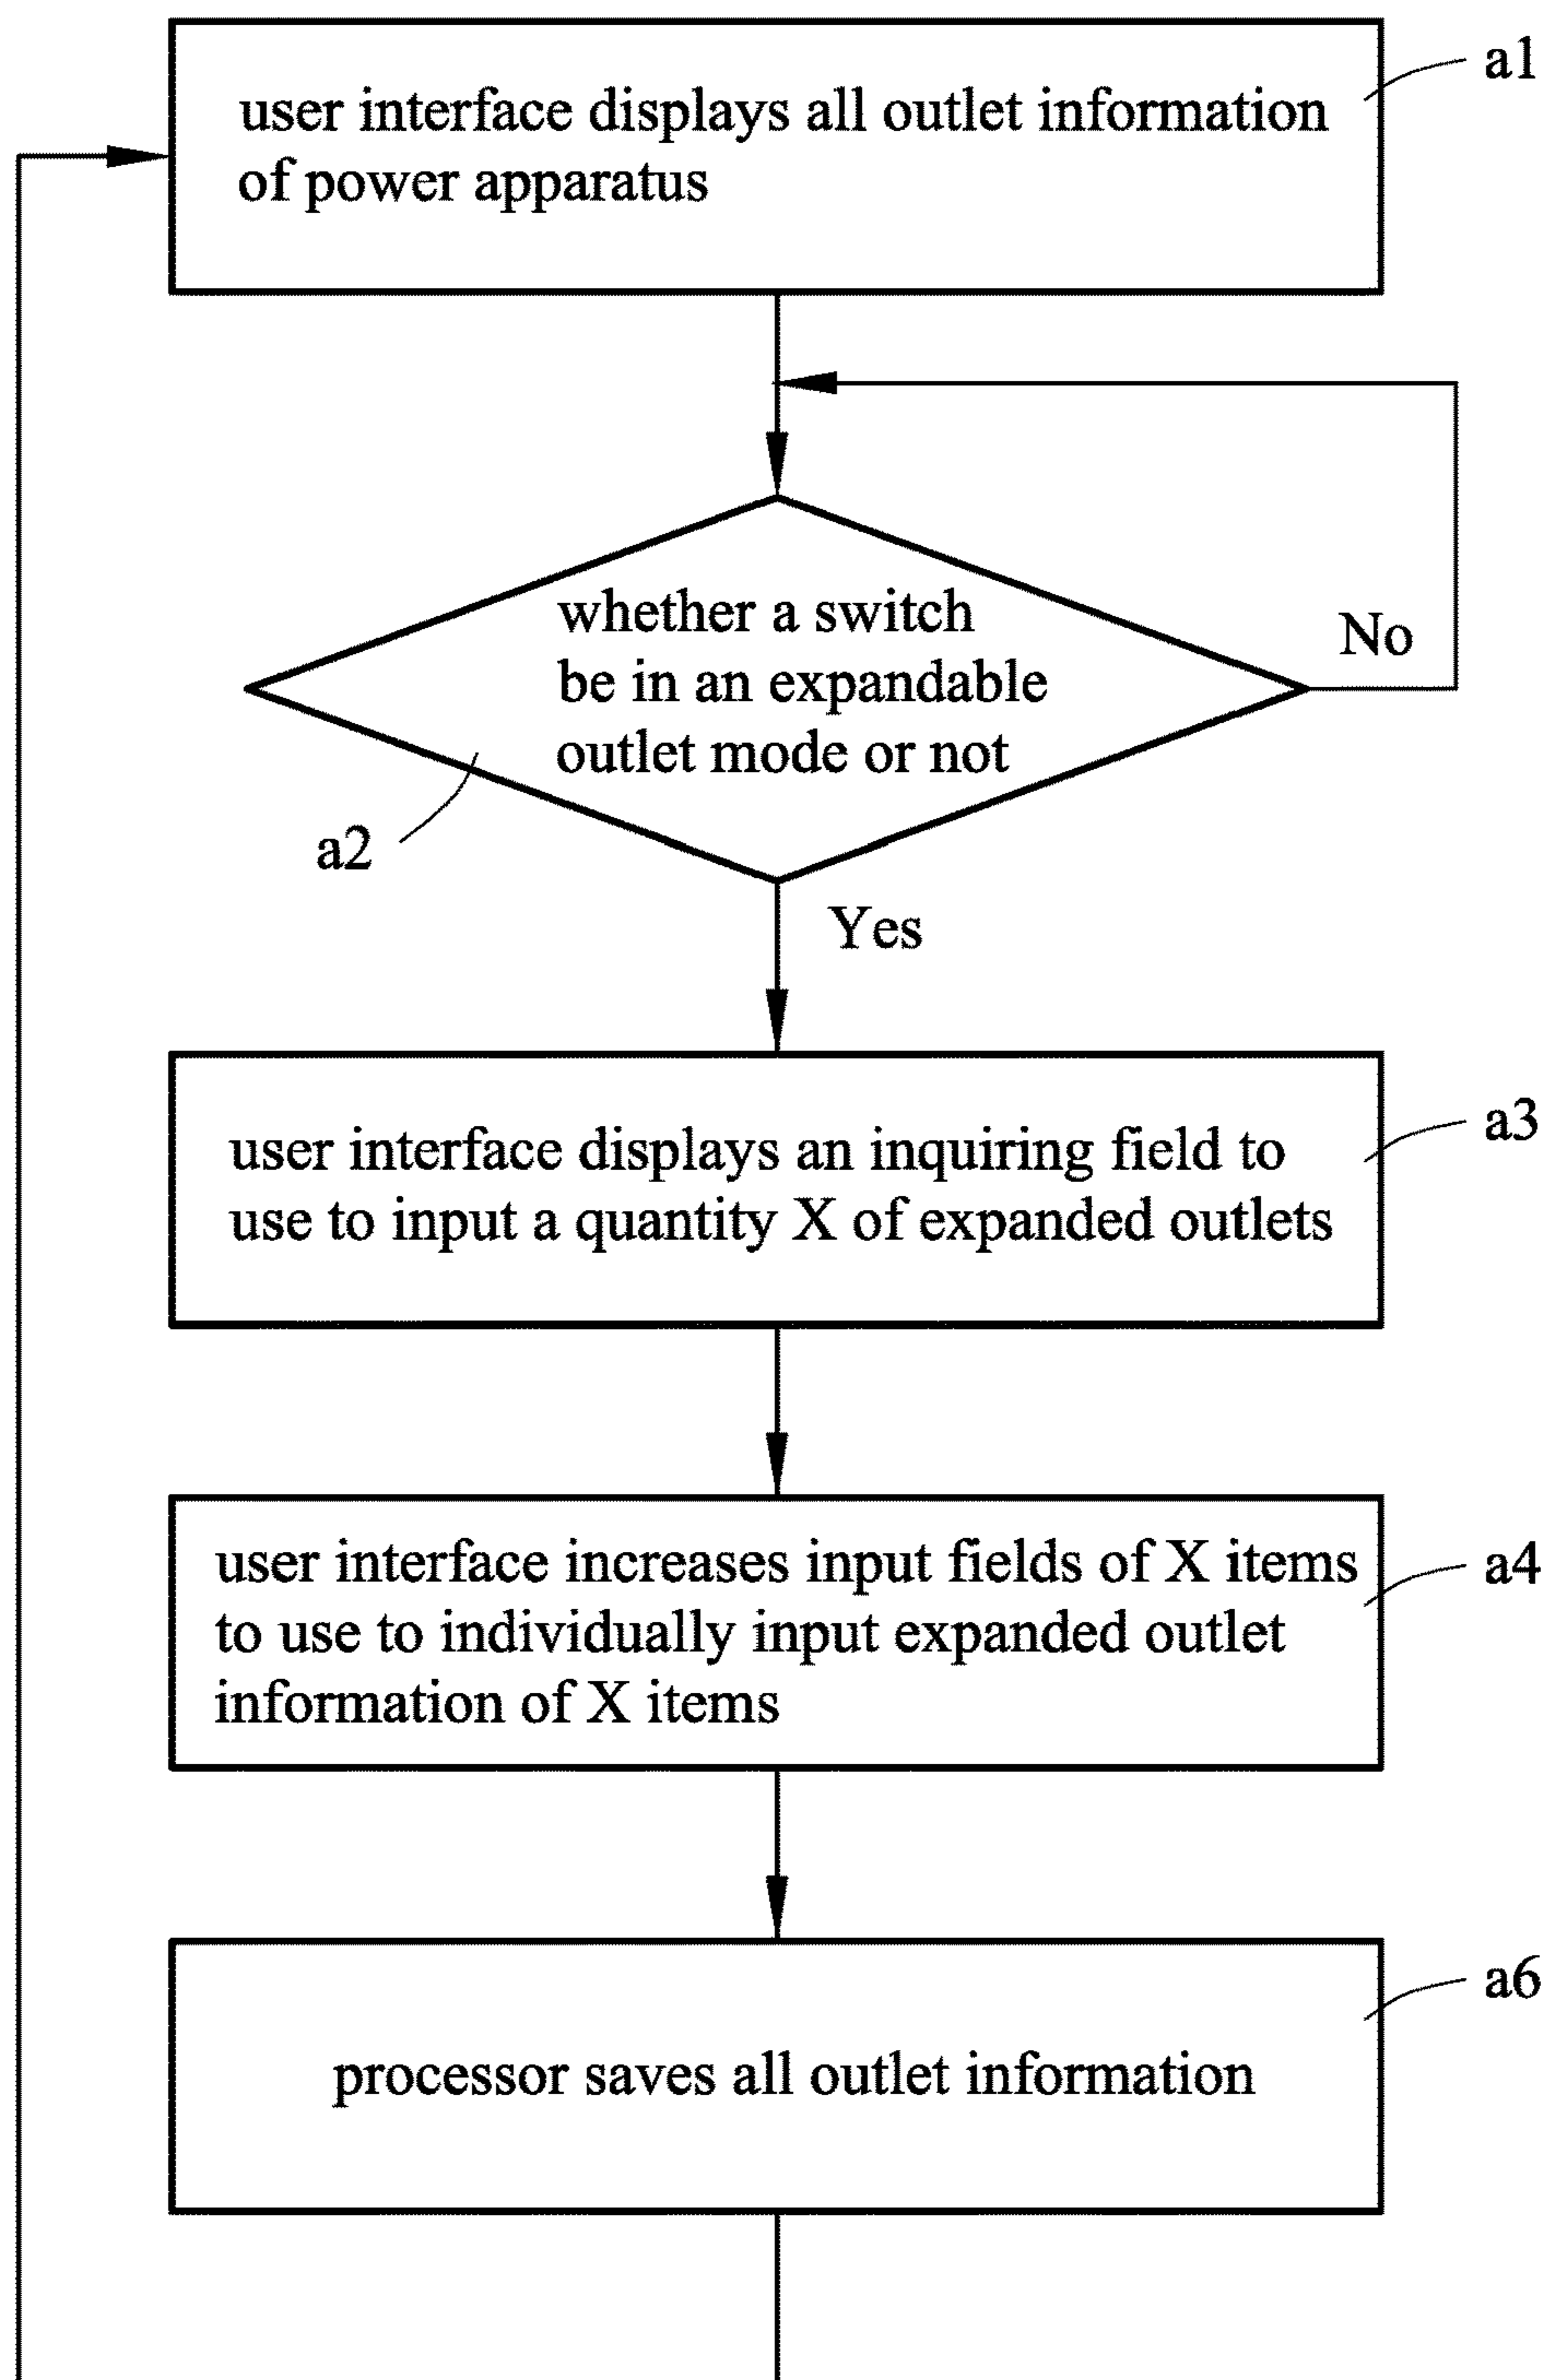 user interface displays all outlet information
of power apparatus
a1
whether a switch
be in an expandable
outlet mode or not
No
a2
Yes
user interface displays an inquiring field to
use to input a quantity X of expanded outlets
a3
user interface increases input fields of X items
to use to individually input expanded outlet
information of X items
a4
processor saves all outlet information
a6